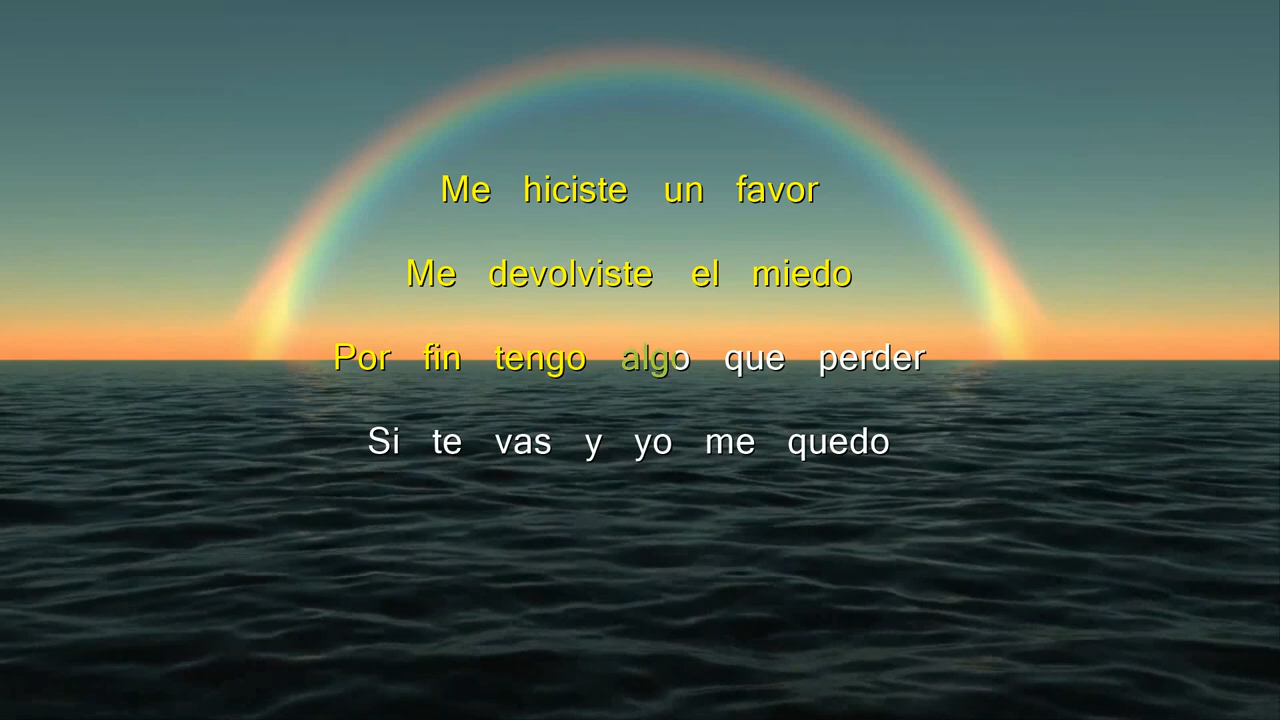 Me hiciste un favor
Me devolviste el miedo
Por fin tengo algo que perder
Si te vas y yo me quedo